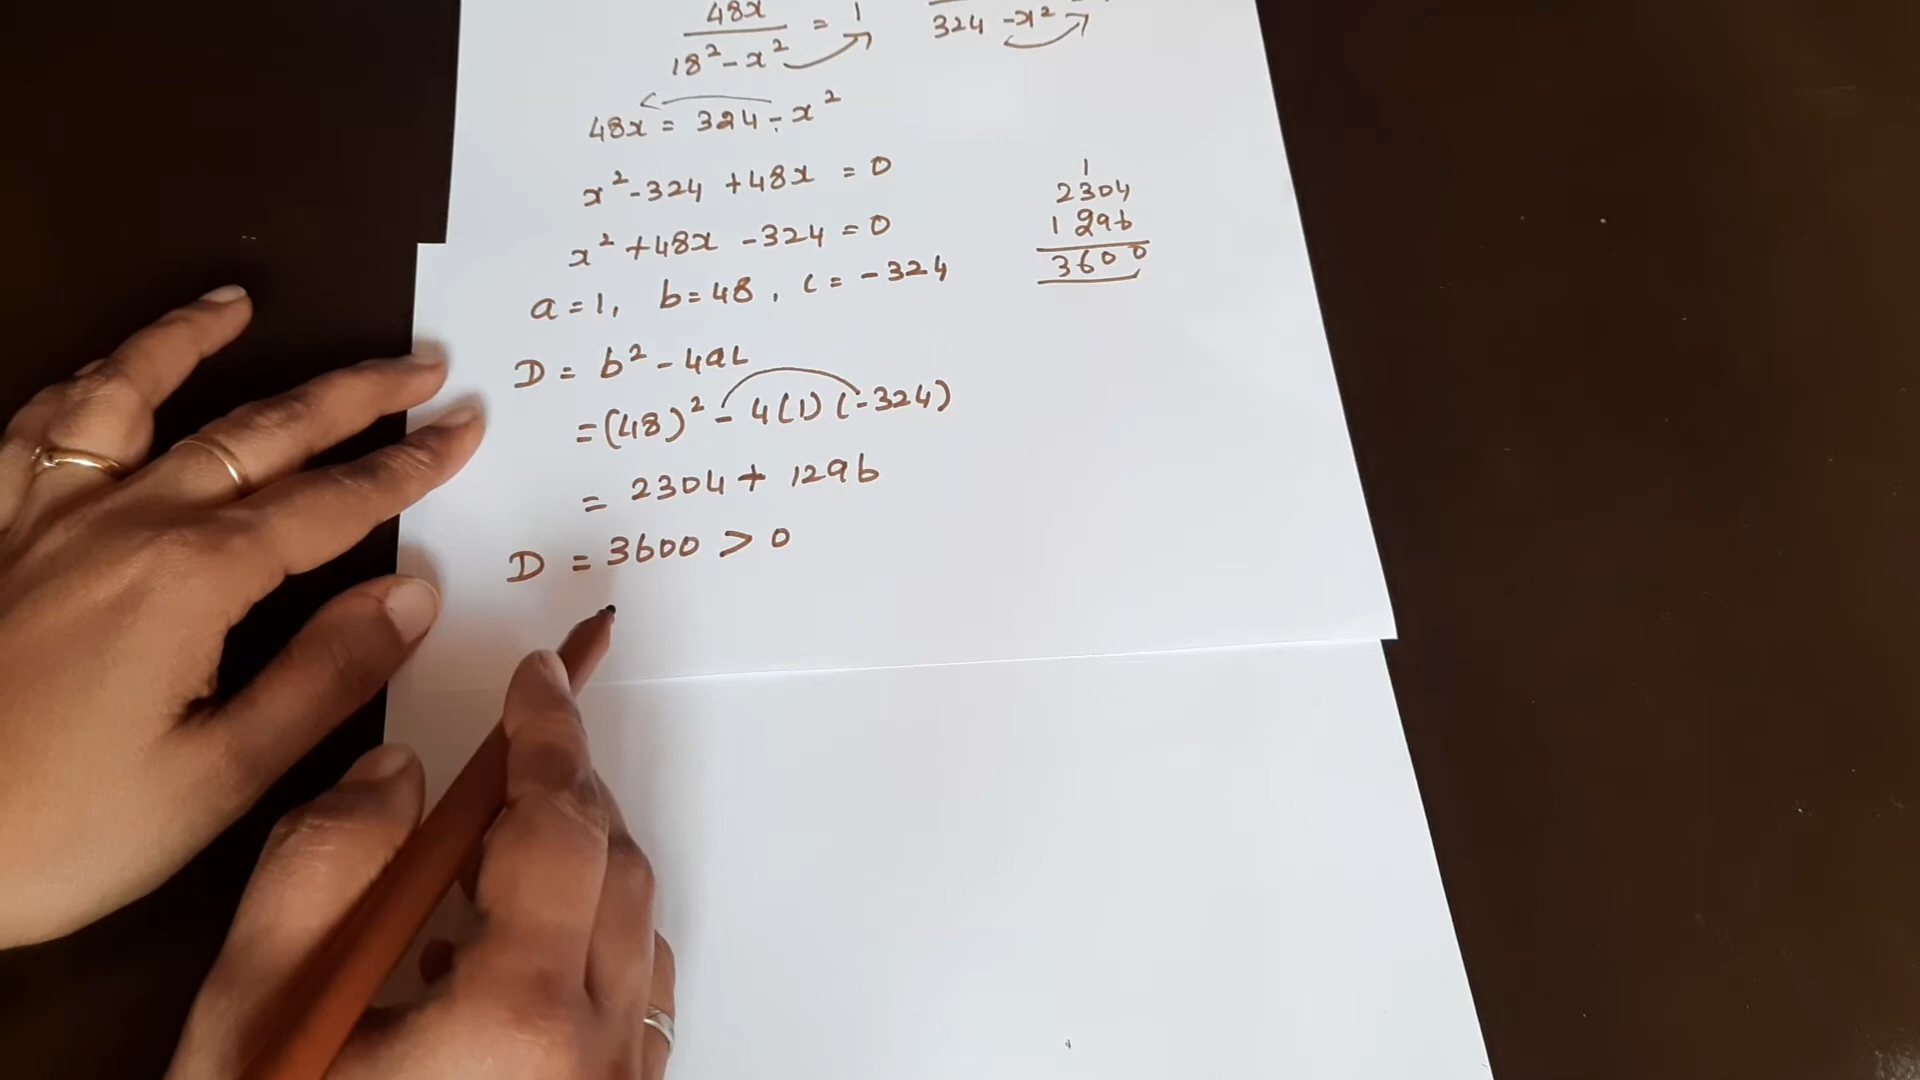 48x / 18² - x² = 1
324 - x²
48x = 324 - x²
x² - 324 + 48x = 0
x² + 48x - 324 = 0
a = 1, b = 48, c = -324
D = b² - 4ac
= (48)² - 4(1)(-324)
= 2304 + 1296
D = 3600 > 0
1
2304
1296
3600